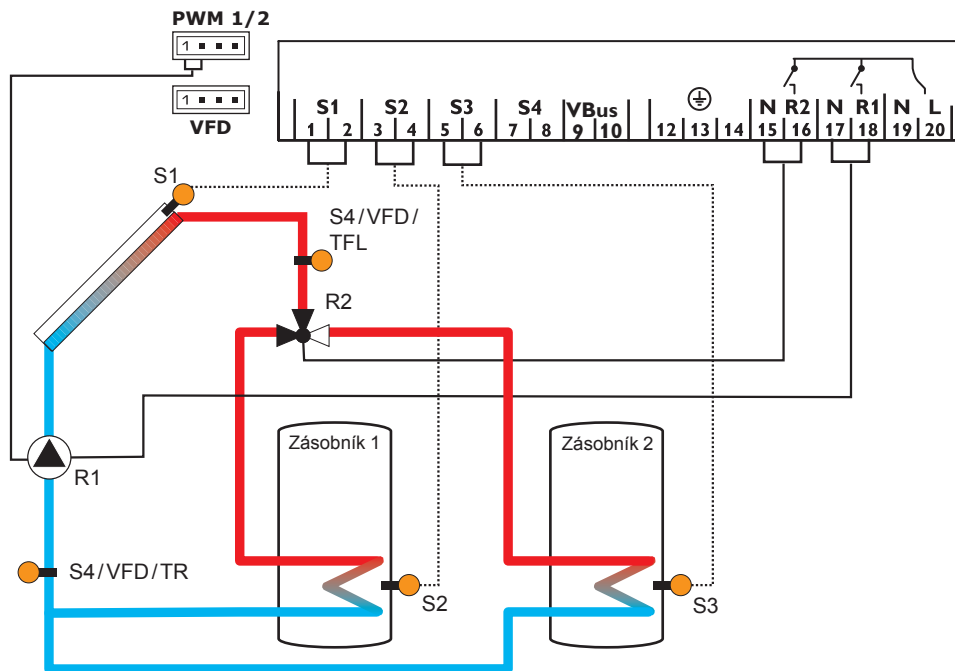 PWM 1/2
1
1
VFD
S1 S2 S3 S4 VBus N R2 N R1 N L
1 2 3 4 5 6 7 8 9 10 12 13 14 15 16 17 18 19 20
S1
S4/VFD/
TFL
R2
Zásobník 1
Zásobník 2
R1
S4/VFD/TR
S2
S3